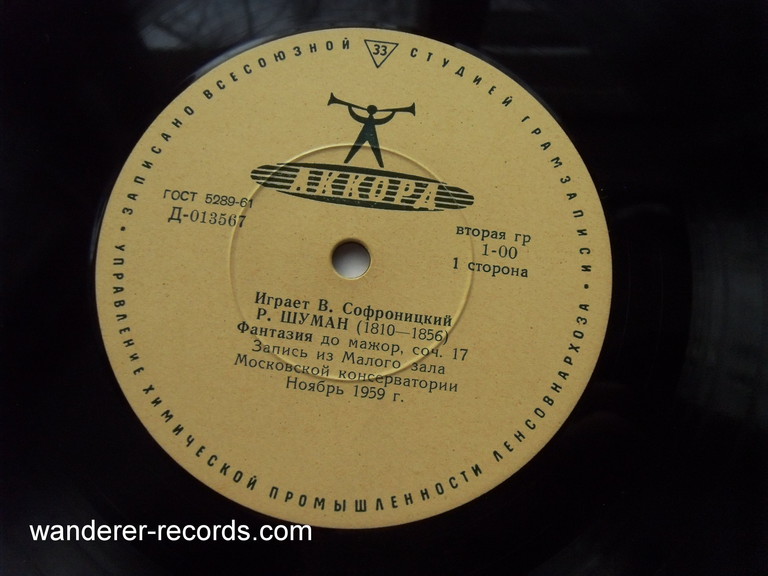 ЗАПИСАНО ВСЕСОЮЗНОЙ СТУДИЕЙ ГРАМЗАПИСИ • УПРАВЛЕНИЕ ХИМИЧЕСКОЙ ПРОМЫШЛЕННОСТИ ЛЕНСОВНАРХОЗА •
33
АККОРД
ГОСТ 5289-61
Д-013567
вторая гр
1-00
1 сторона
Играет В. Софроницкий
Р. ШУМАН (1810—1856)
Фантазия до мажор, соч. 17
Запись из Малого зала
Московской консерватории
Ноябрь 1959 г.
wanderer-records.com